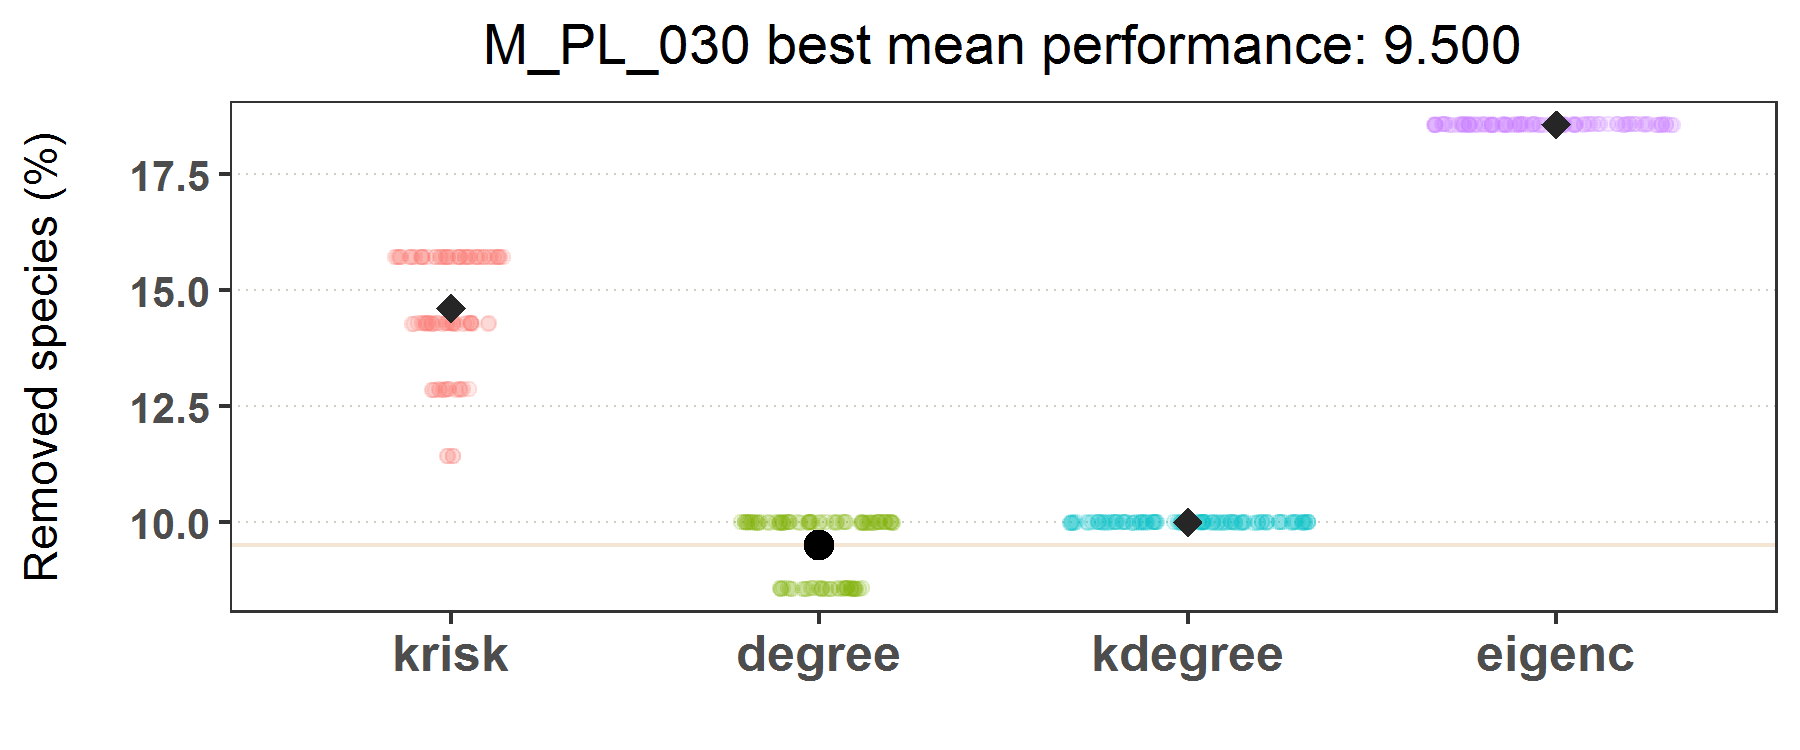 M_PL_030 best mean performance: 9.500
Removed species (%)
17.5
15.0
12.5
10.0
krisk degree kdegree eigenc